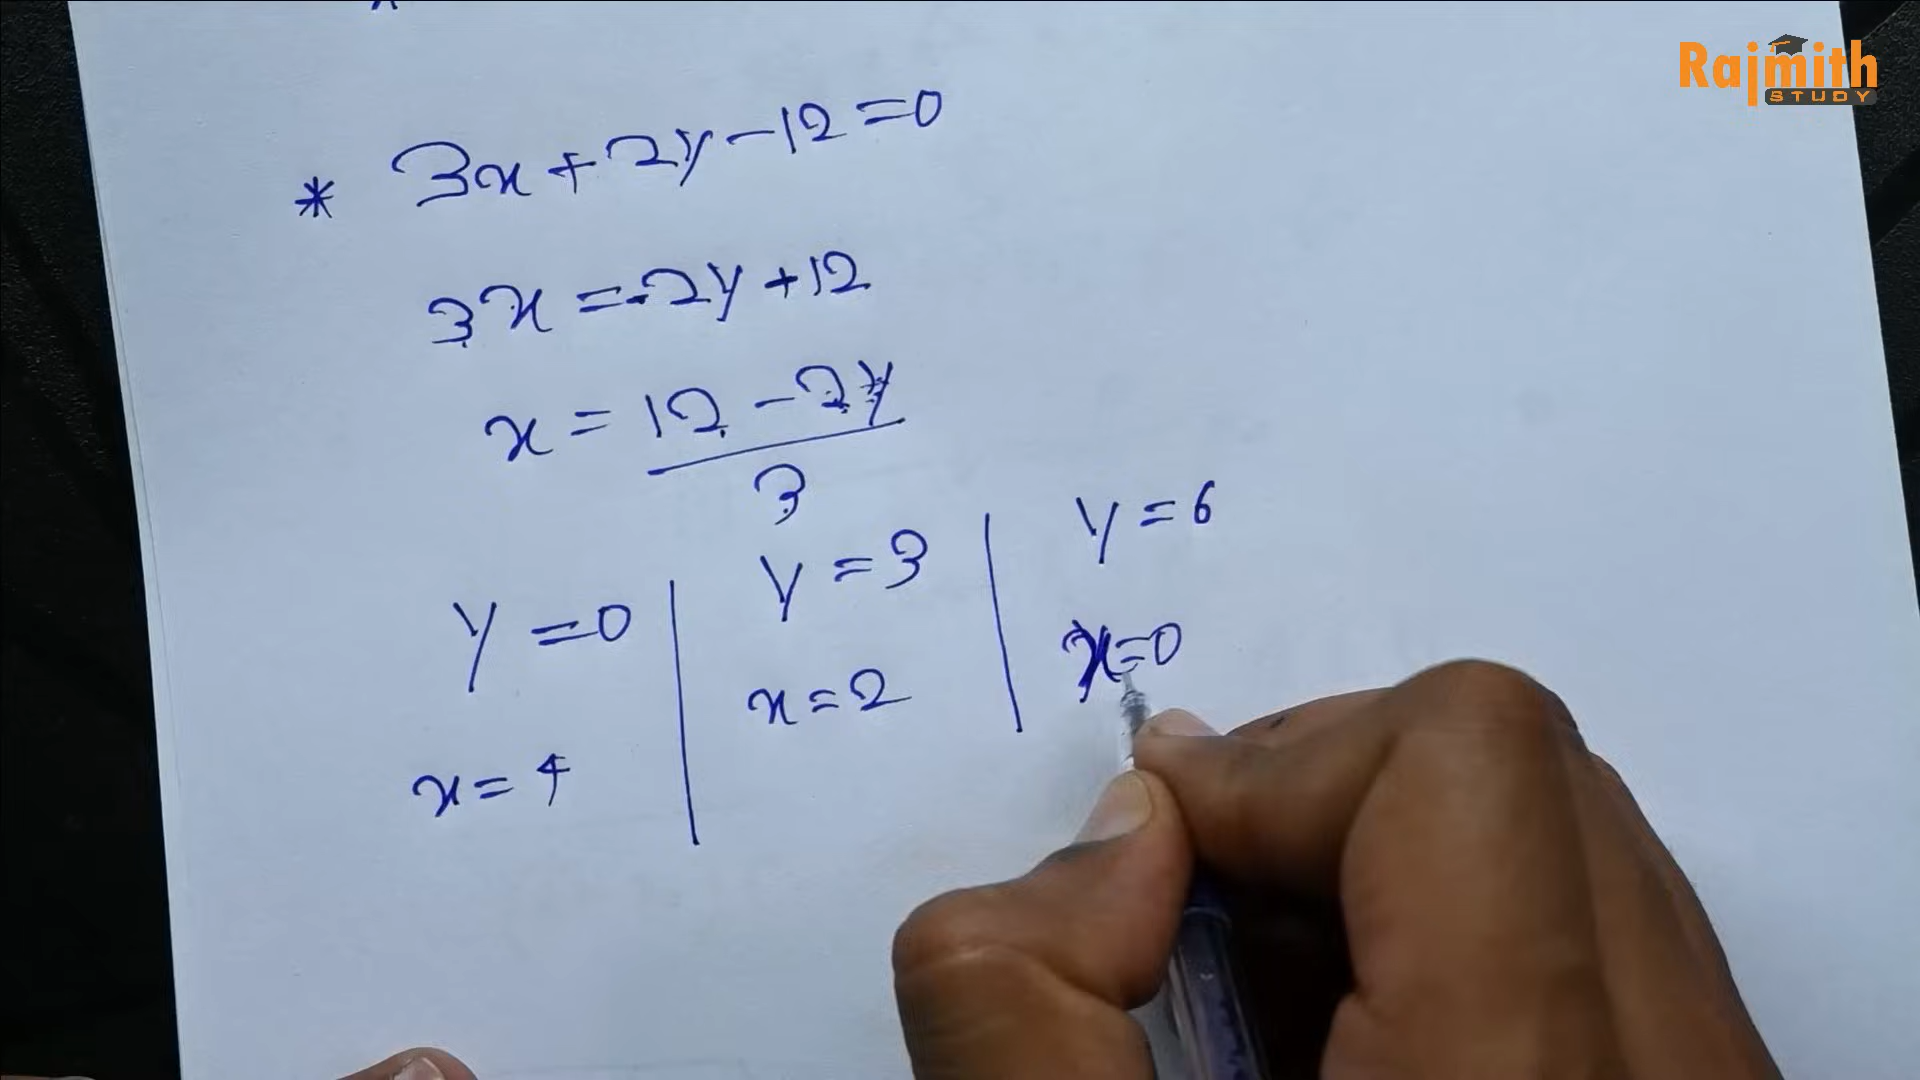 Rajmith
STUDY
* 3x + 2y - 12 = 0
3x = -2y + 12
x = 12 - 2y
3
y = 0 | y = 3 | y = 6
x = 4 | x = 2 | x = 0